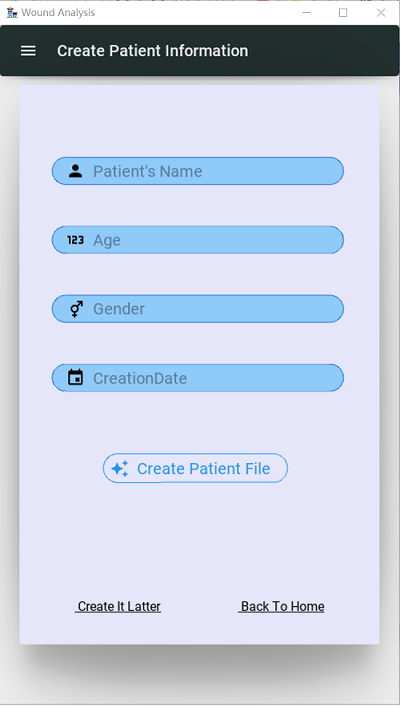 Wound Analysis
Create Patient Information
Patient's Name
123 Age
Gender
CreationDate
Create Patient File
Create It Latter Back To Home